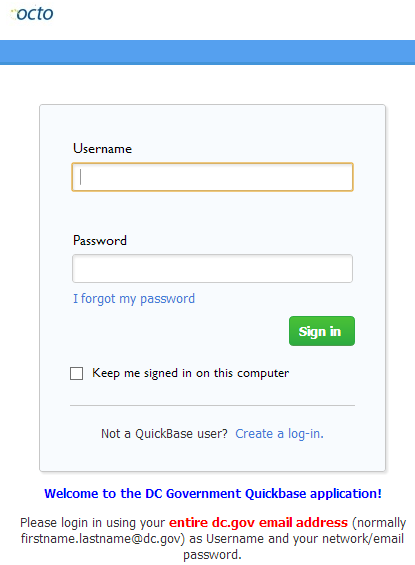 octo
Username
Password
I forgot my password
Sign in
Keep me signed in on this computer
Not a QuickBase user? Create a log-in.
Welcome to the DC Government Quickbase application!
Please login in using your entire dc.gov email address (normally
firstname.lastname@dc.gov) as Username and your network/email
password.